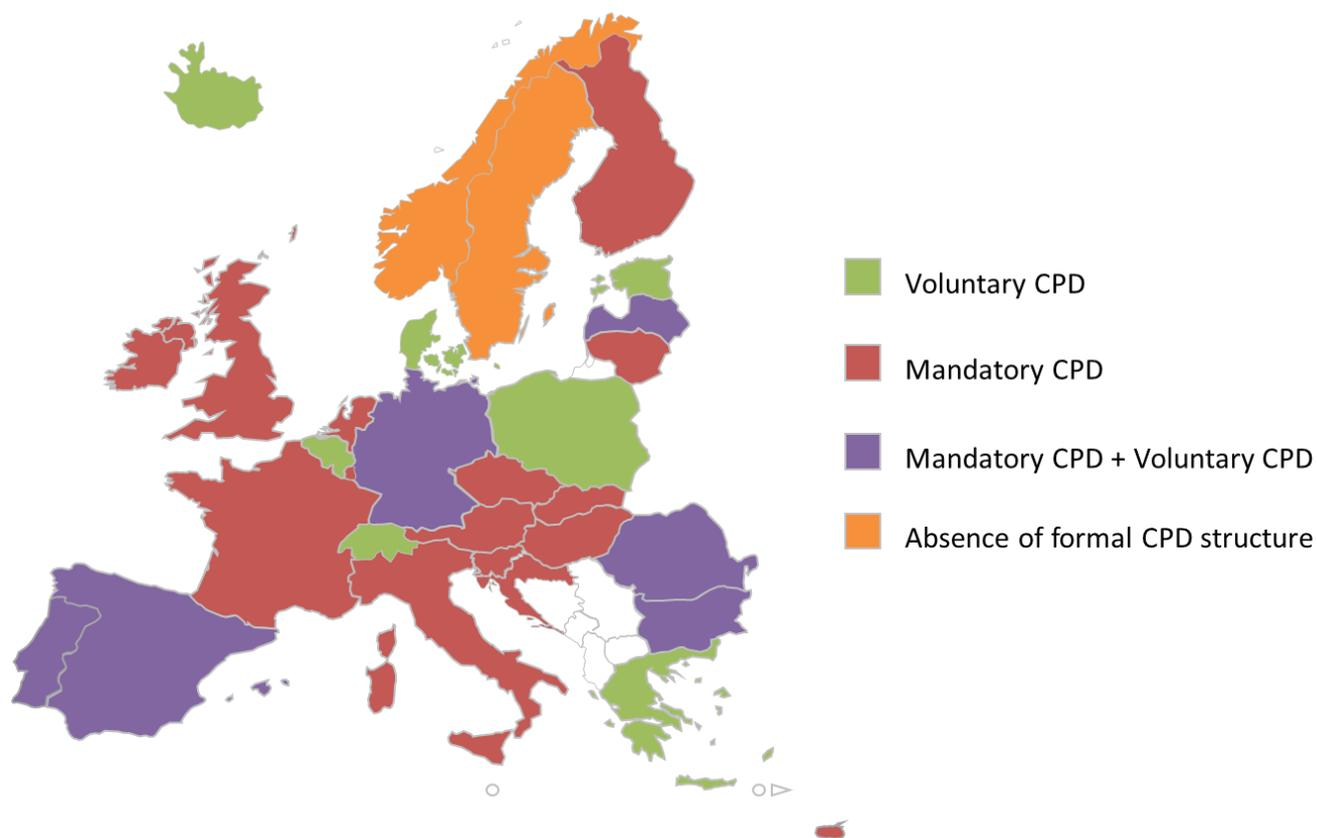 Voluntary CPD
Mandatory CPD
Mandatory CPD + Voluntary CPD
Absence of formal CPD structure